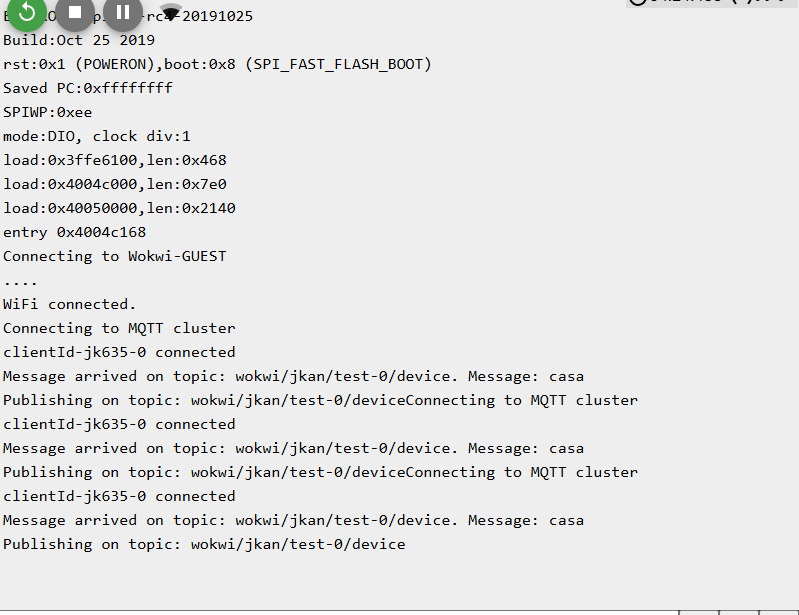 -20191025
Build:Oct 25 2019
rst:0x1 (POWERON),boot:0x8 (SPI_FAST_FLASH_BOOT)
Saved PC:0xffffffff
SPIWP:0xee
mode:DIO, clock div:1
load:0x3ffe6100,len:0x468
load:0x4004c000,len:0x7e0
load:0x40050000,len:0x2140
entry 0x4004c168
Connecting to Wokwi-GUEST
....
WiFi connected.
Connecting to MQTT cluster
clientId-jk635-0 connected
Message arrived on topic: wokwi/jkan/test-0/device. Message: casa
Publishing on topic: wokwi/jkan/test-0/deviceConnecting to MQTT cluster
clientId-jk635-0 connected
Message arrived on topic: wokwi/jkan/test-0/device. Message: casa
Publishing on topic: wokwi/jkan/test-0/deviceConnecting to MQTT cluster
clientId-jk635-0 connected
Message arrived on topic: wokwi/jkan/test-0/device. Message: casa
Publishing on topic: wokwi/jkan/test-0/device